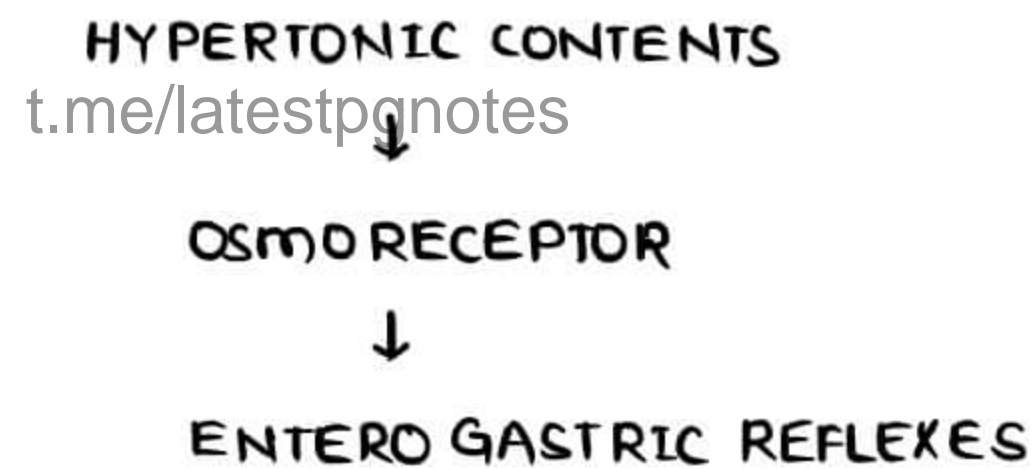 HYPERTONIC CONTENTS
t.me/latestpgnotes
↓
OSMORECEPTOR
↓
ENTERO GASTRIC REFLEXES